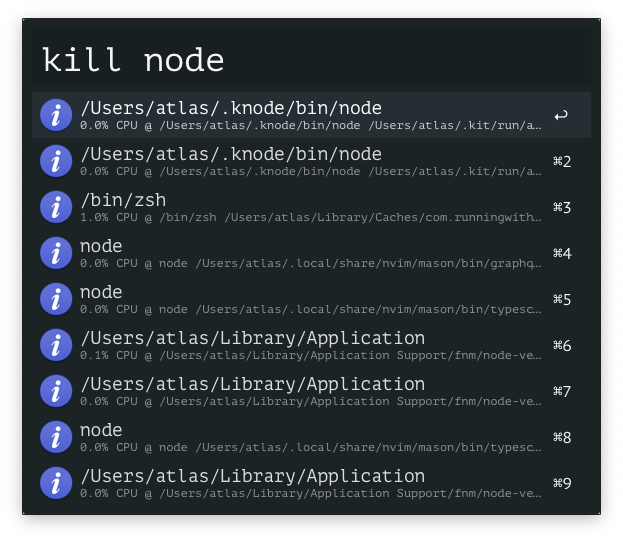 kill node
/Users/atlas/.knode/bin/node
0.0% CPU @ /Users/atlas/.knode/bin/node /Users/atlas/.kit/run/a…
↩
/Users/atlas/.knode/bin/node
0.0% CPU @ /Users/atlas/.knode/bin/node /Users/atlas/.kit/run/a…
⌘2
/bin/zsh
1.0% CPU @ /bin/zsh /Users/atlas/Library/Caches/com.runningwith…
⌘3
node
0.0% CPU @ node /Users/atlas/.local/share/nvim/mason/bin/graphq…
⌘4
node
0.0% CPU @ node /Users/atlas/.local/share/nvim/mason/bin/typesc…
⌘5
/Users/atlas/Library/Application
0.1% CPU @ /Users/atlas/Library/Application Support/fnm/node-ve…
⌘6
/Users/atlas/Library/Application
0.0% CPU @ /Users/atlas/Library/Application Support/fnm/node-ve…
⌘7
node
0.0% CPU @ node /Users/atlas/.local/share/nvim/mason/bin/typesc…
⌘8
/Users/atlas/Library/Application
0.0% CPU @ /Users/atlas/Library/Application Support/fnm/node-ve…
⌘9